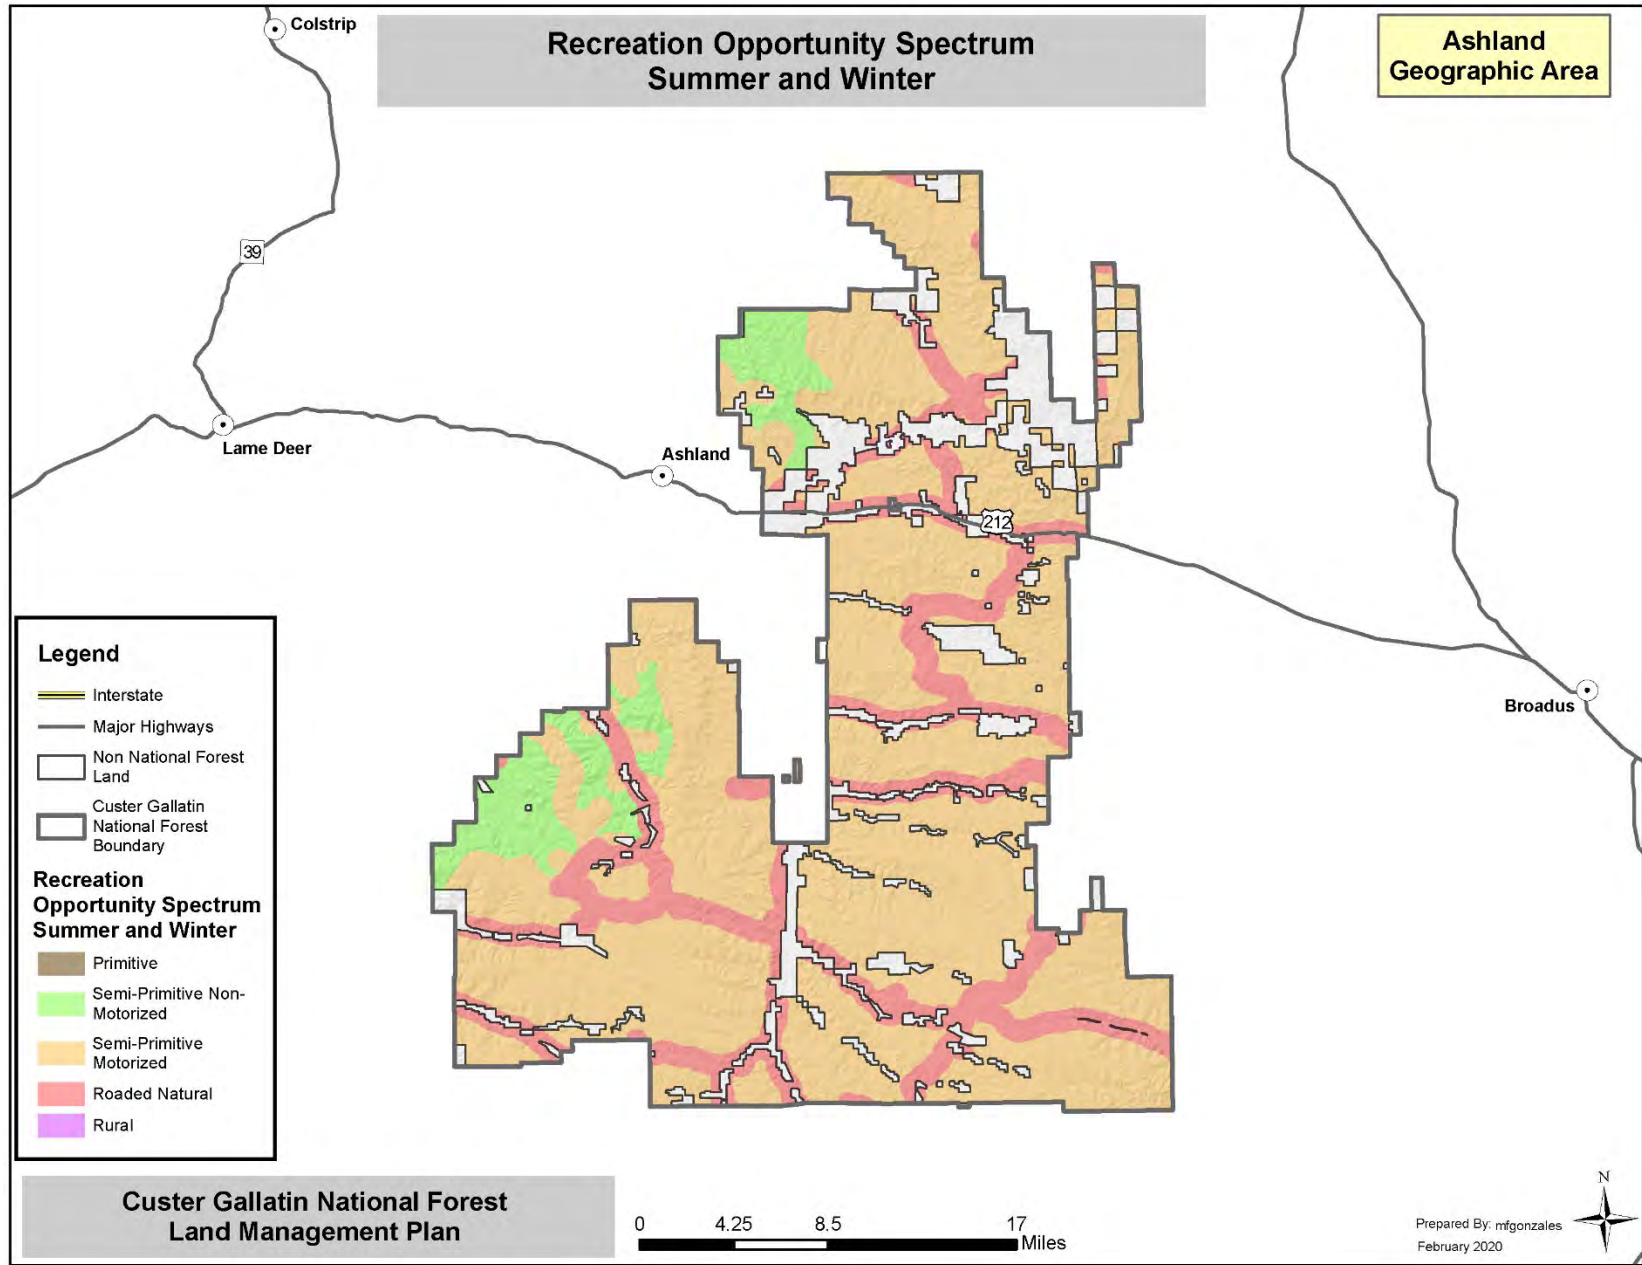 Colstrip
Recreation Opportunity Spectrum
Summer and Winter
Ashland
Geographic Area
39
Lame Deer
Ashland
212
Broadus
Legend
Interstate
Major Highways
Non National Forest
Land
Custer Gallatin
National Forest
Boundary
Recreation
Opportunity Spectrum
Summer and Winter
Primitive
Semi-Primitive Non-
Motorized
Semi-Primitive
Motorized
Roaded Natural
Rural
Custer Gallatin National Forest
Land Management Plan
0 4.25 8.5 17
Miles
N
Prepared By: mfgonzales
February 2020